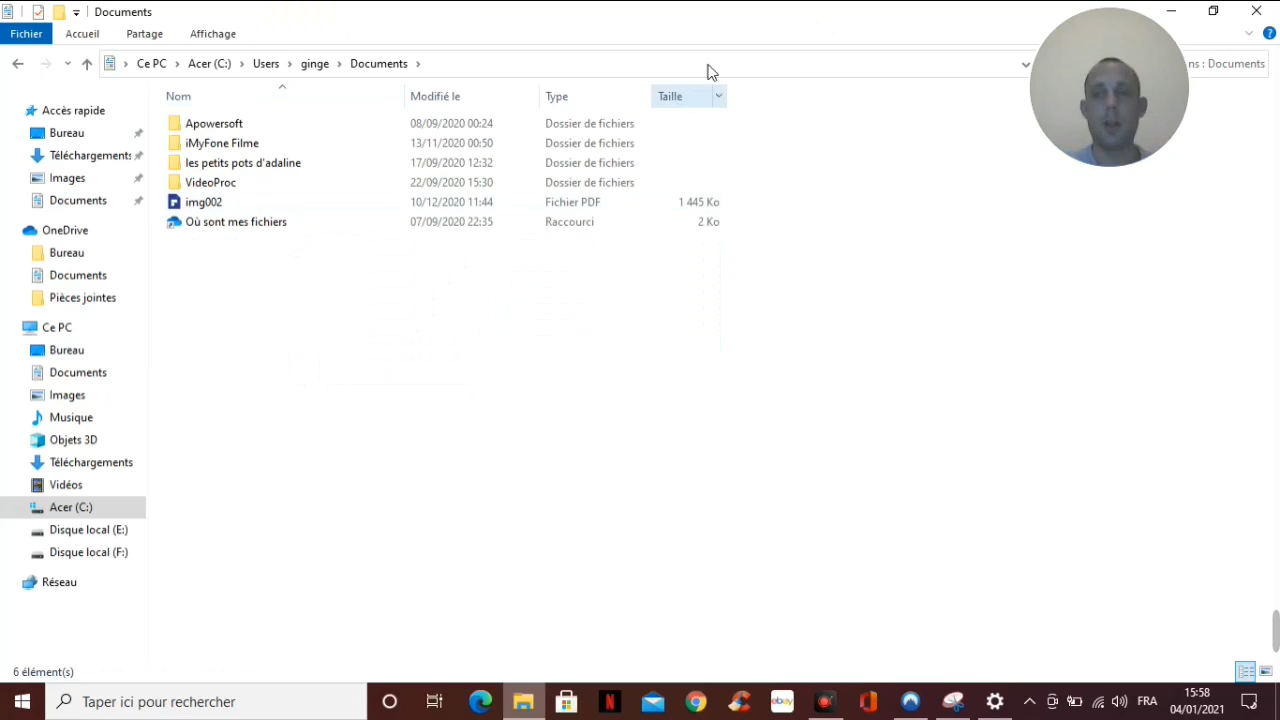 Documents
Fichier Accueil Partage Affichage
Ce PC Acer (C:) Users ginge Documents
ns : Documents
Nom Modifié le Type Taille
Apowersoft 08/09/2020 00:24 Dossier de fichiers
iMyFone Filme 13/11/2020 00:50 Dossier de fichiers
les petits pots d'adaline 17/09/2020 12:32 Dossier de fichiers
VideoProc 22/09/2020 15:30 Dossier de fichiers
img002 10/12/2020 11:44 Fichier PDF 1 445 Ko
Où sont mes fichiers 07/09/2020 22:35 Raccourci 2 Ko
Accès rapide
Bureau
Téléchargements
Images
Documents
OneDrive
Bureau
Documents
Pièces jointes
Ce PC
Bureau
Documents
Images
Musique
Objets 3D
Téléchargements
Vidéos
Acer (C:)
Disque local (E:)
Disque local (F:)
Réseau
6 élément(s)
Taper ici pour rechercher
ebay
FRA
15:58
04/01/2021